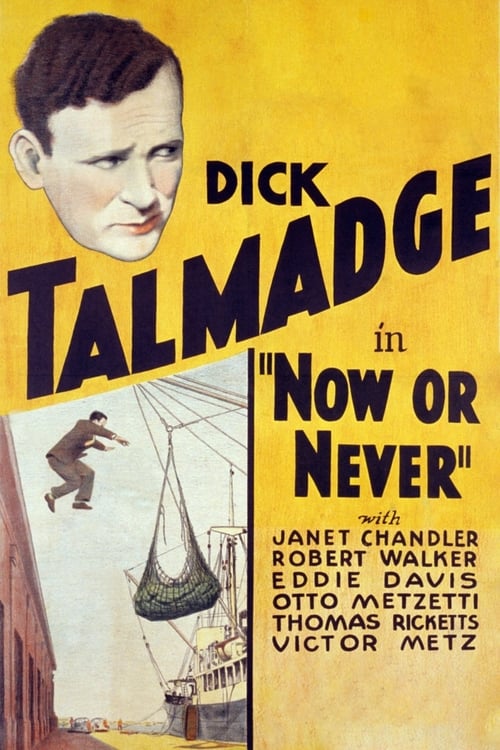 DICK
TALMADGE
in
"NOW OR
NEVER"
with
JANET CHANDLER
ROBERT WALKER
EDDIE DAVIS
OTTO METZETTI
THOMAS RICKETTS
VICTOR METZ